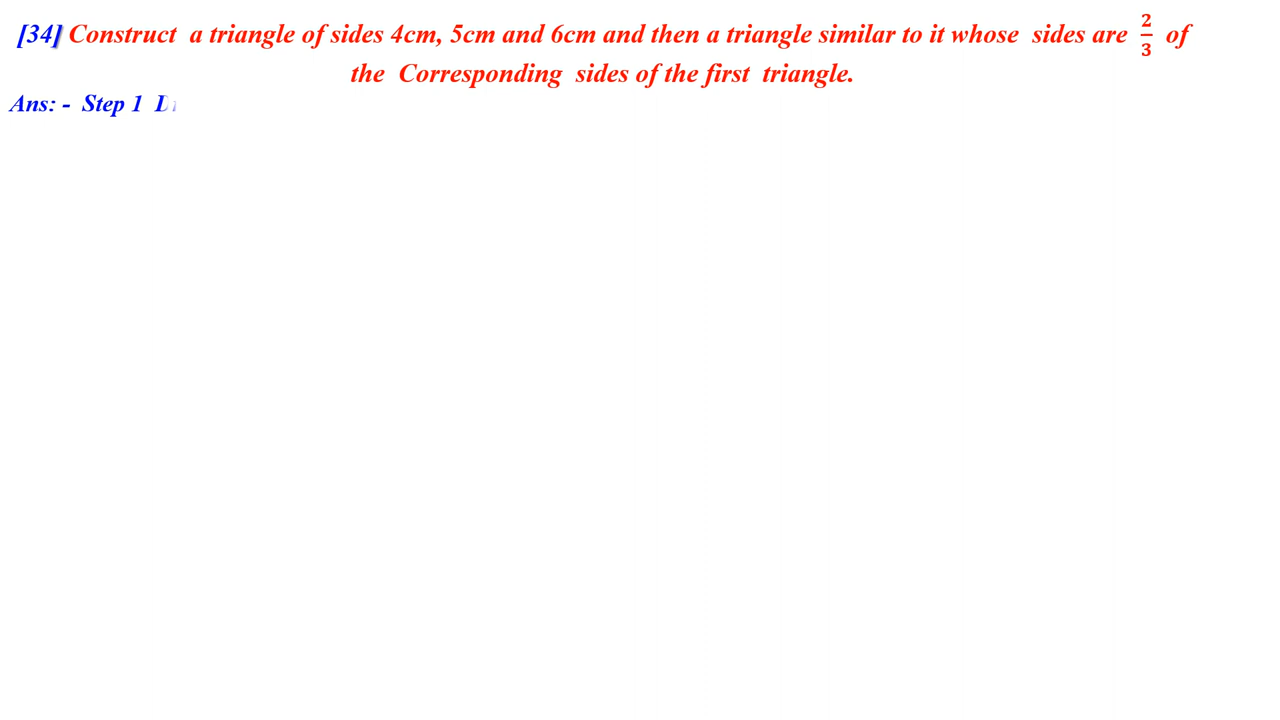 [34] Construct a triangle of sides 4cm, 5cm and 6cm and then a triangle similar to it whose sides are 2/3 of
the Corresponding sides of the first triangle.
Ans: - Step 1